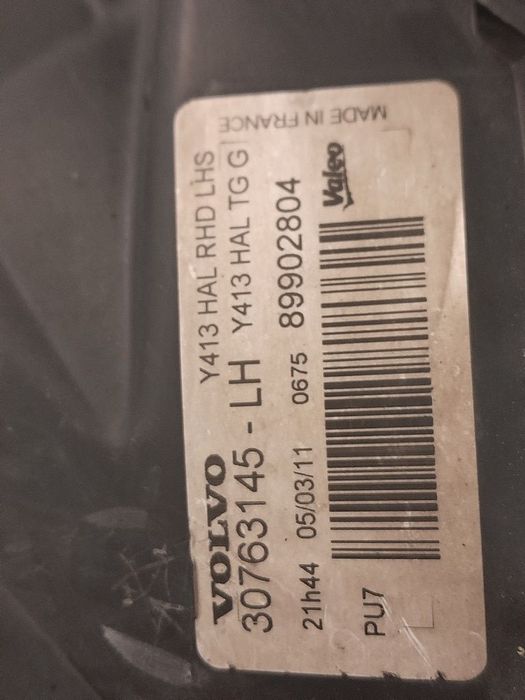 VOLVO Y413 HAL RHD LHS
30763145 - LH Y413 HAL TG G
21h44 05/03/11 0675 89902804
PU7
Valeo
MADE IN FRANCE